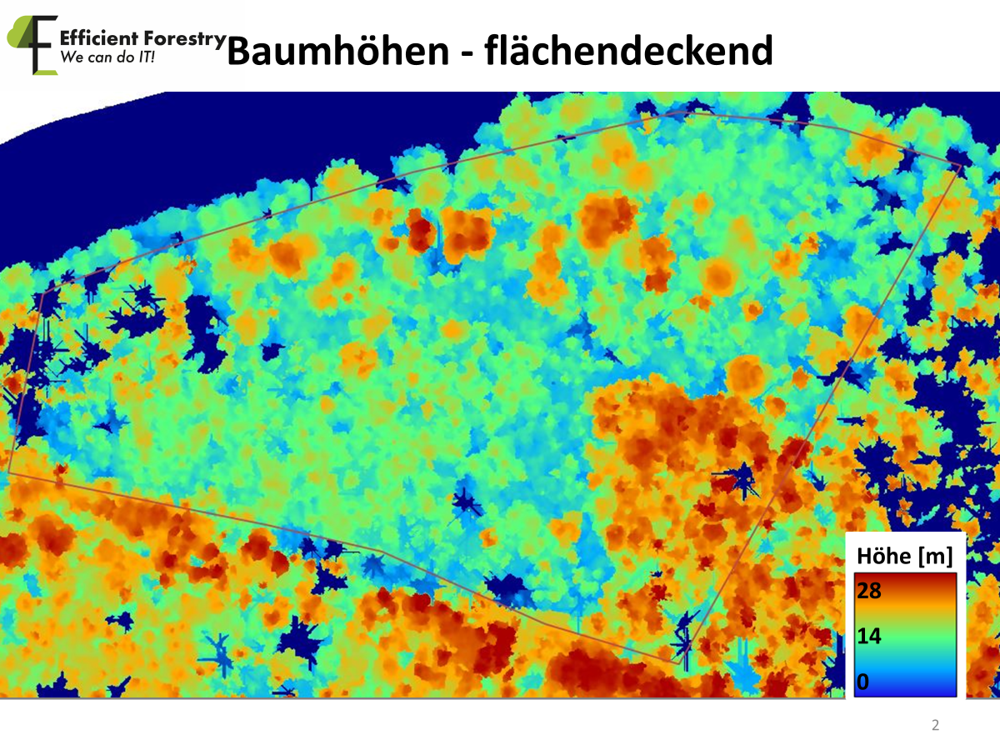 Efficient Forestry
We can do IT!
Baumhöhen - flächendeckend
Höhe [m]
28
14
0
2